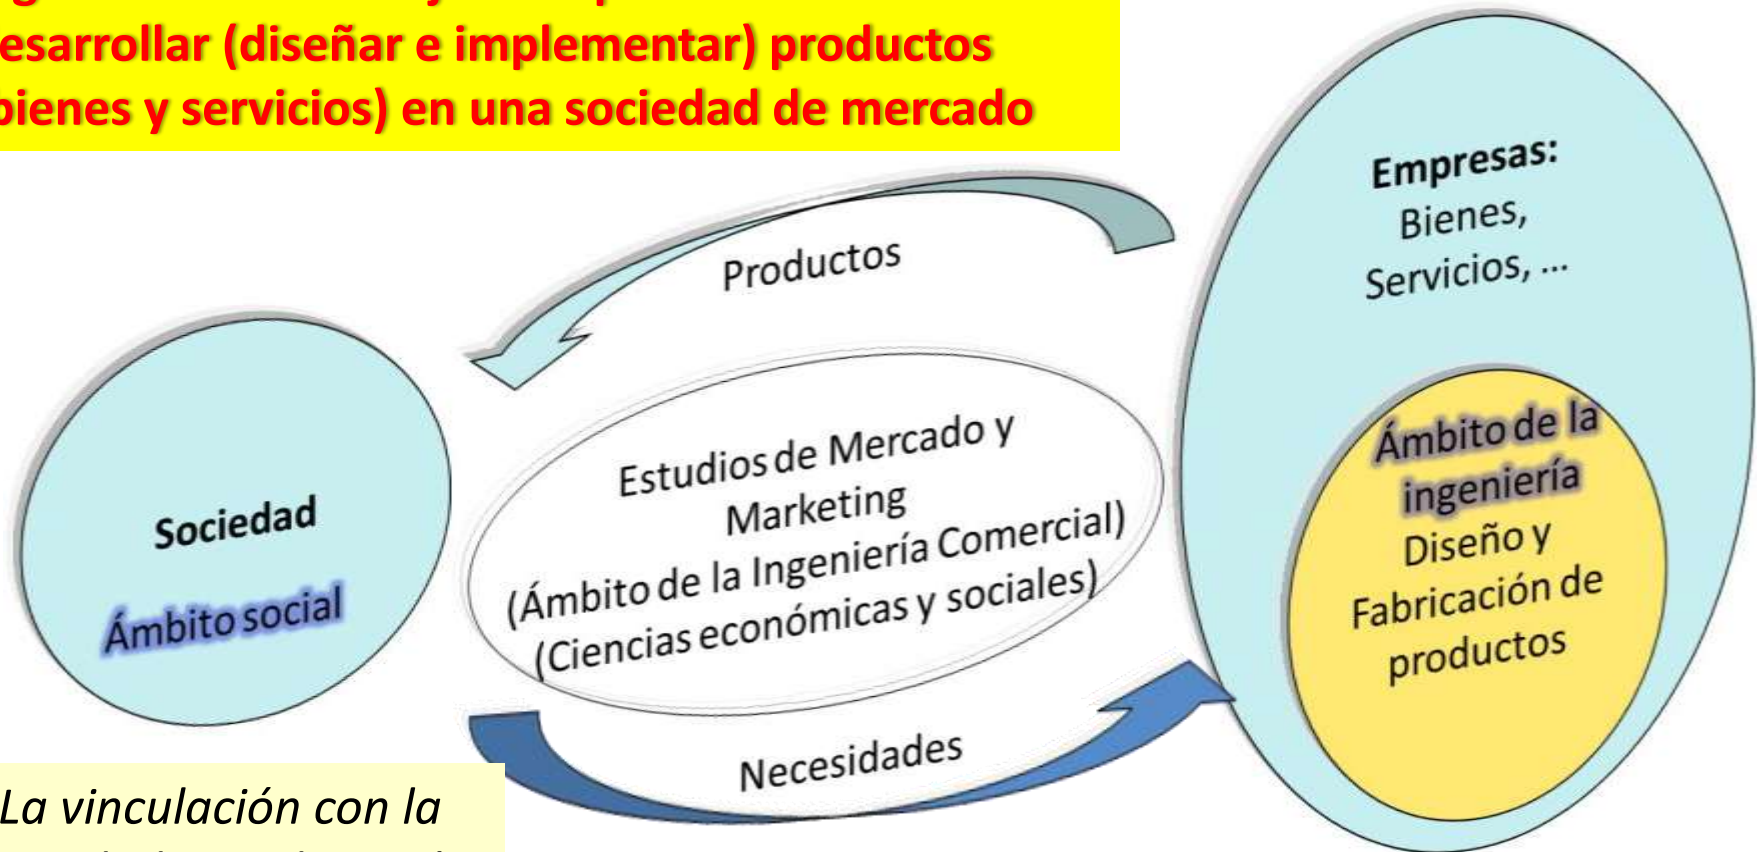 esarrollar (diseñar e implementar) productos
bienes y servicios) en una sociedad de mercado
Empresas:
Bienes,
Servicios, ...
Productos
Ámbito de la
ingeniería
Diseño y
Fabricación de
productos
Estudios de Mercado y
Marketing
(Ámbito de la Ingeniería Comercial)
(Ciencias económicas y sociales)
Sociedad
Ámbito social
Necesidades
La vinculación con la